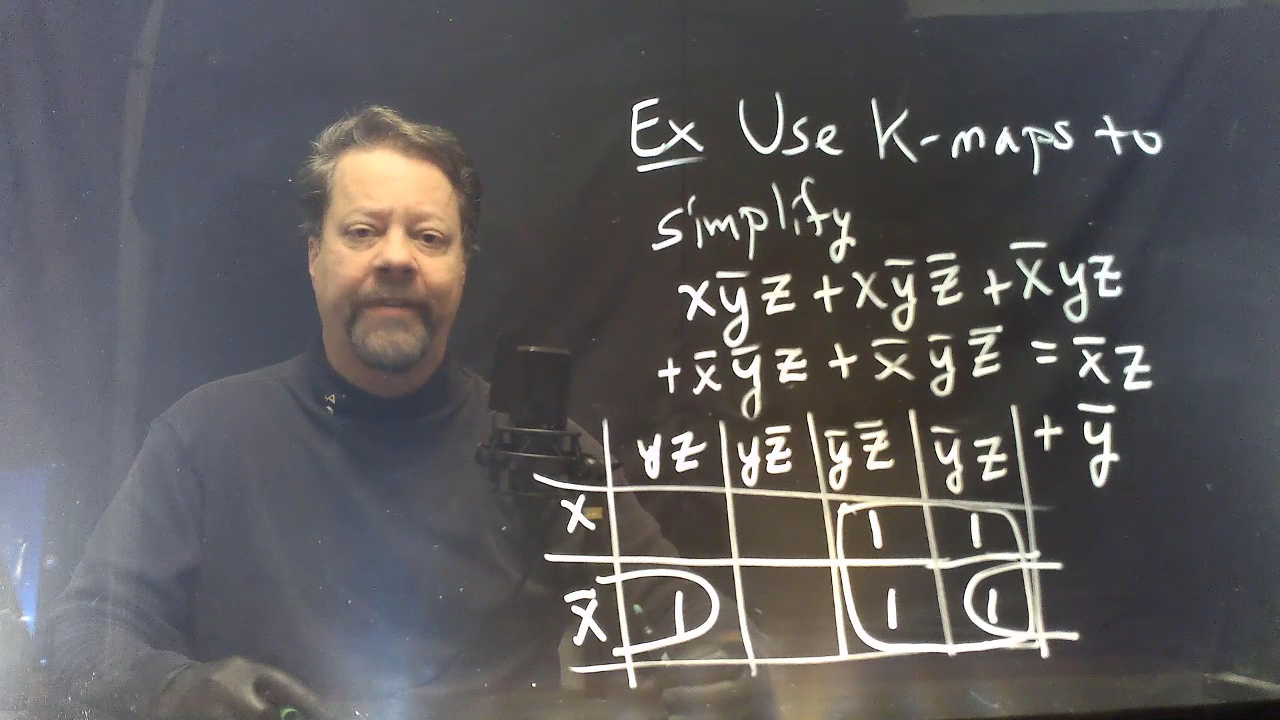 Ex Use K-maps to
simplify
xȳz + xȳz̄ + x̄yz
+ x̄ȳz + x̄ȳz̄ = x̄z
+ ȳ
yz yz̄ ȳz̄ ȳz
x 1 1
x̄ 1 1 1